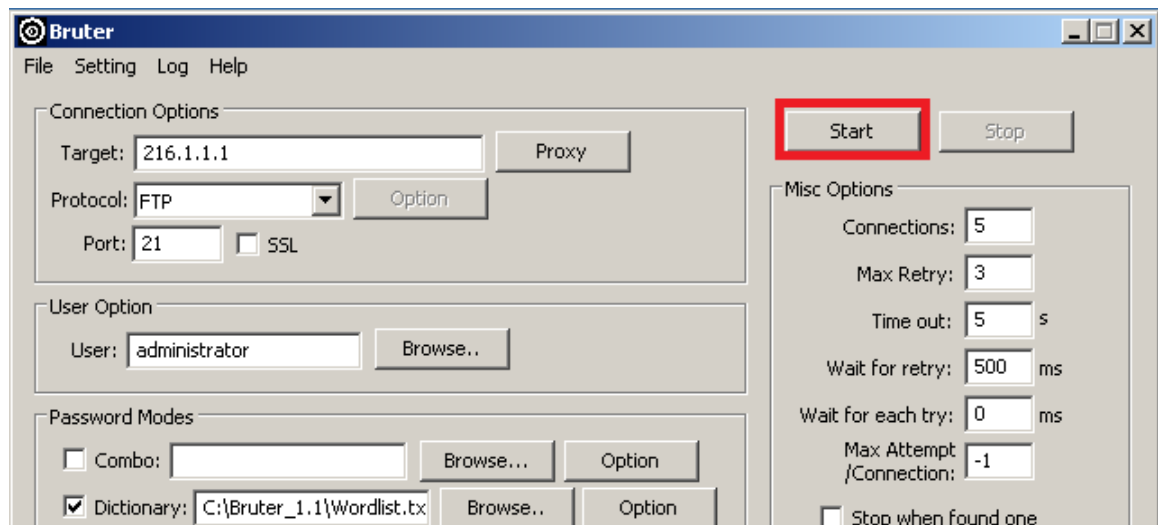 Bruter
File Setting Log Help
Connection Options
Target: 216.1.1.1 Proxy
Protocol: FTP Option
Port: 21 SSL
User Option
User: administrator Browse..
Password Modes
Combo: Browse... Option
Dictionary: C:\Bruter_1.1\Wordlist.tx Browse.. Option
Start Stop
Misc Options
Connections: 5
Max Retry: 3
Time out: 5 s
Wait for retry: 500 ms
Wait for each try: 0 ms
Max Attempt
/Connection: -1
Stop when found one